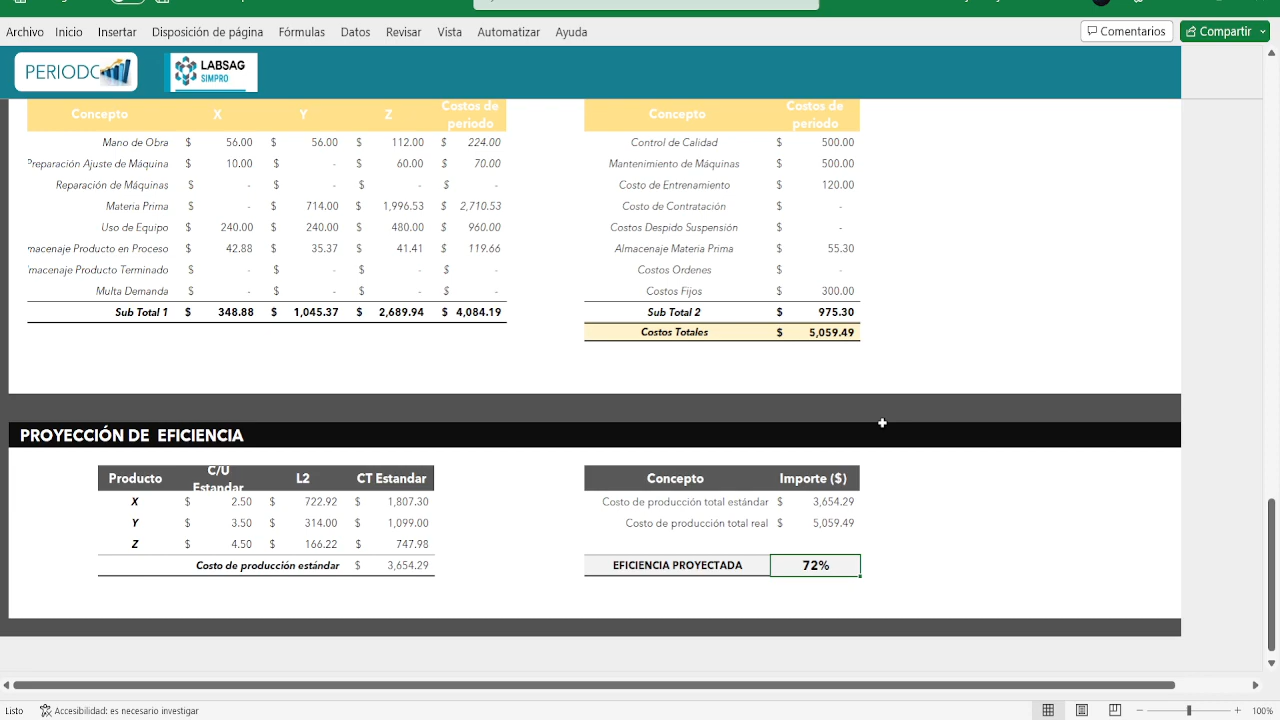 Archivo Inicio Insertar Disposición de página Fórmulas Datos Revisar Vista Automatizar Ayuda Comentarios Compartir
PERIODO LABSAG
SIMPRO
Concepto X Y Z Costos de periodo
Mano de Obra $ 56.00 $ 56.00 $ 112.00 $ 224.00
Preparación Ajuste de Máquina $ 10.00 $ - $ 60.00 $ 70.00
Reparación de Máquinas $ - $ - $ - $ -
Materia Prima $ - $ 714.00 $ 1,996.53 $ 2,710.53
Uso de Equipo $ 240.00 $ 240.00 $ 480.00 $ 960.00
macenaje Producto en Proceso $ 42.88 $ 35.37 $ 41.41 $ 119.66
macenaje Producto Terminado $ - $ - $ - $ -
Multa Demanda $ - $ - $ - $ -
Sub Total 1 $ 348.88 $ 1,045.37 $ 2,689.94 $ 4,084.19
Concepto Costos de periodo
Control de Calidad $ 500.00
Mantenimiento de Máquinas $ 500.00
Costo de Entrenamiento $ 120.00
Costo de Contratación $ -
Costos Despido Suspensión $ -
Almacenaje Materia Prima $ 55.30
Costos Ordenes $ -
Costos Fijos $ 300.00
Sub Total 2 $ 975.30
Costos Totales $ 5,059.49
PROYECCIÓN DE EFICIENCIA
Producto C/U Estandar L2 CT Estandar
X $ 2.50 $ 722.92 $ 1,807.30
Y $ 3.50 $ 314.00 $ 1,099.00
Z $ 4.50 $ 166.22 $ 747.98
Costo de producción estándar $ 3,654.29
Concepto Importe ($)
Costo de producción total estándar $ 3,654.29
Costo de producción total real $ 5,059.49
EFICIENCIA PROYECTADA 72%
Listo Accesibilidad: es necesario investigar 100%